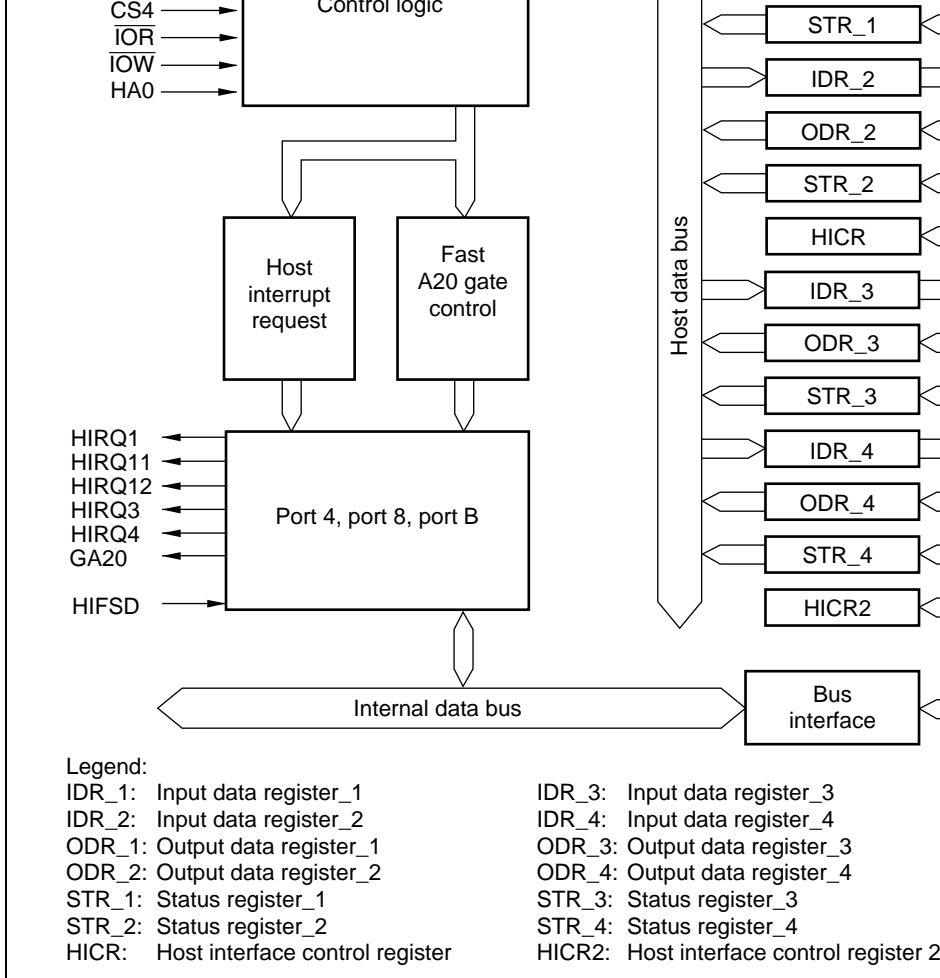 CS4
IOR
IOW
HA0
Control logic
STR_1
IDR_2
ODR_2
STR_2
HICR
IDR_3
ODR_3
STR_3
IDR_4
ODR_4
STR_4
HICR2
Host data bus
Host
interrupt
request
Fast
A20 gate
control
HIRQ1
HIRQ11
HIRQ12
HIRQ3
HIRQ4
GA20
HIFSD
Port 4, port 8, port B
Internal data bus
Bus
interface
Legend:
IDR_1: Input data register_1
IDR_2: Input data register_2
ODR_1: Output data register_1
ODR_2: Output data register_2
STR_1: Status register_1
STR_2: Status register_2
HICR: Host interface control register
IDR_3: Input data register_3
IDR_4: Input data register_4
ODR_3: Output data register_3
ODR_4: Output data register_4
STR_3: Status register_3
STR_4: Status register_4
HICR2: Host interface control register 2